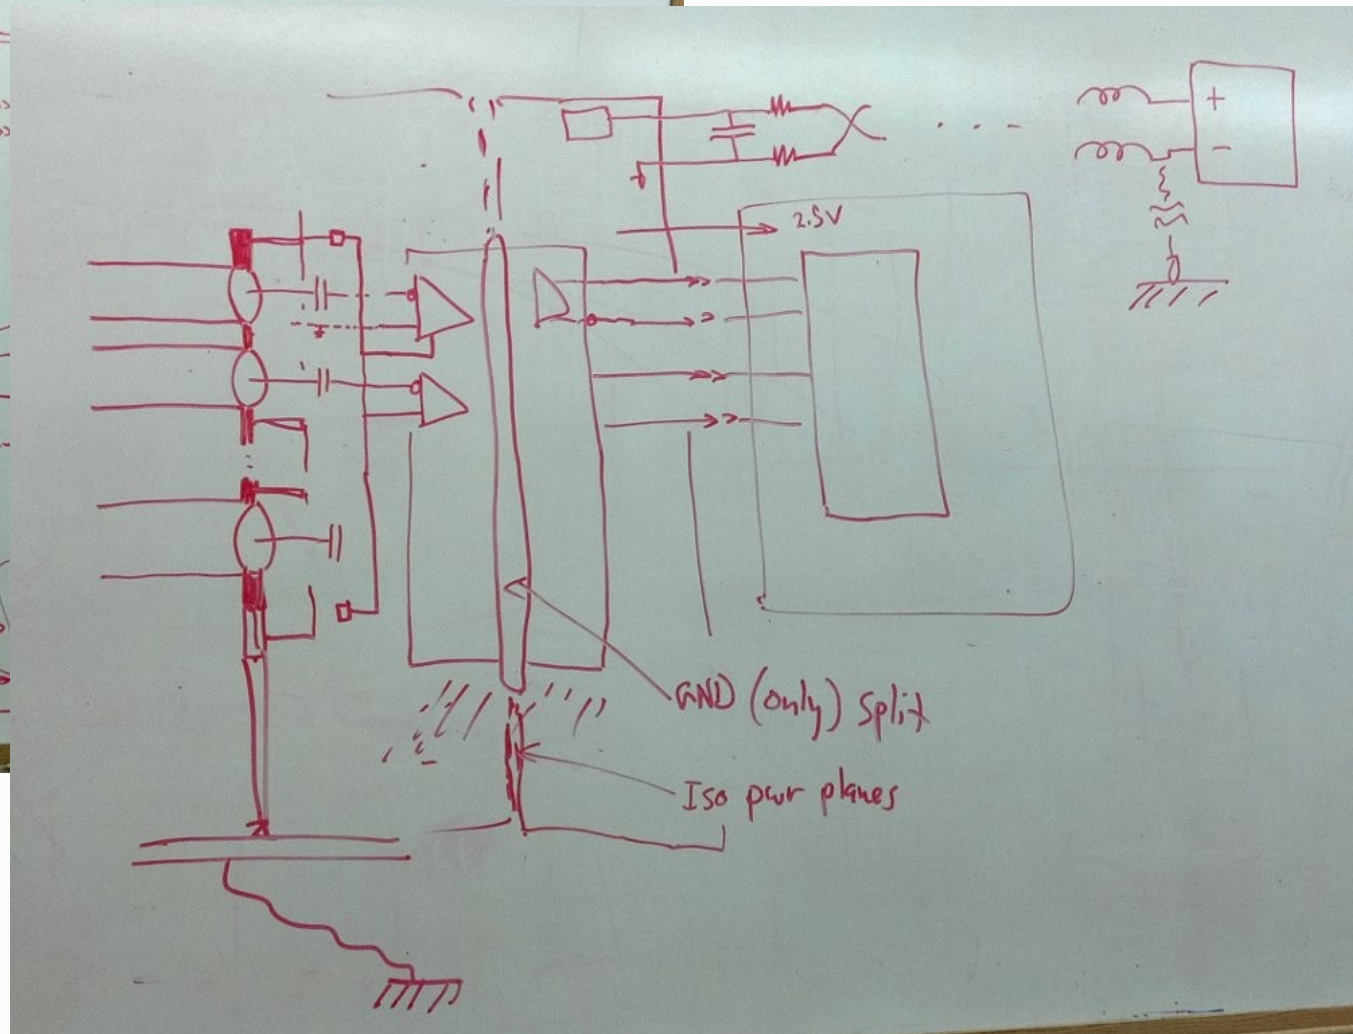 +
-
2.5V
GND (only) Split
Iso pwr planes